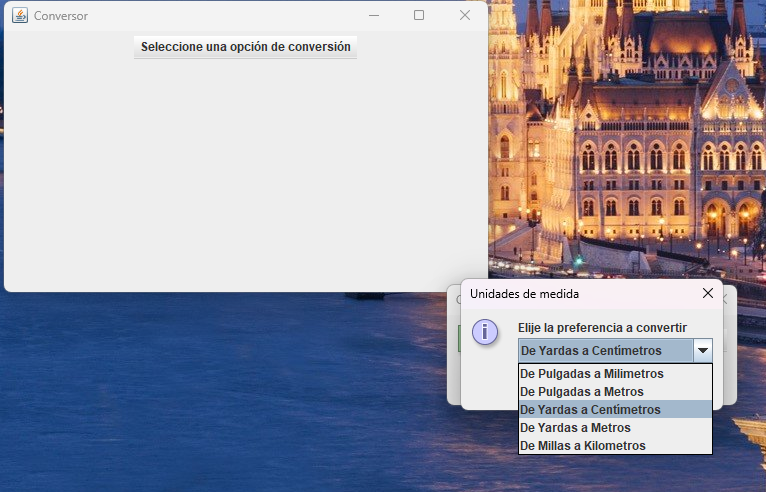 Conversor
Seleccione una opción de conversión
Unidades de medida
Elije la preferencia a convertir
De Yardas a Centímetros
De Pulgadas a Milimetros
De Pulgadas a Metros
De Yardas a Centímetros
De Yardas a Metros
De Millas a Kilometros